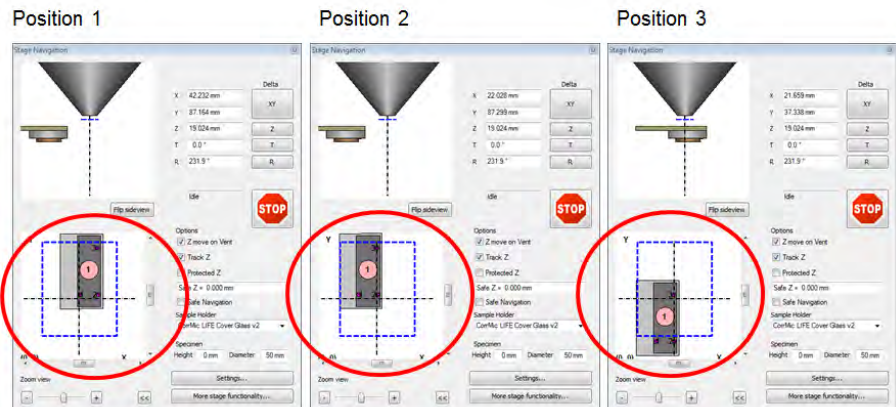 Position 1
Stage Navigation
Delta
X 42.232 mm
XY
Y 87.164 mm
Z 19.024 mm
Z
T 0.0 °
T
R 231.9 °
R
Idle
Flip sideview
STOP
Options
Z move on Vent
Track Z
Protected Z
Safe Z + 0.000 mm
Safe Navigation
Sample Holder
CorrMic LIFE Cover Glass v2
Specimen
Height 0 mm Diameter 50 mm
Y
1
Zoom view
- + <<
Settings...
More stage functionality...
Position 2
Stage Navigation
Delta
X 22.028 mm
XY
Y 87.299 mm
Z 19.024 mm
Z
T 0.0 °
T
R 231.9 °
R
Idle
Flip sideview
STOP
Options
Z move on Vent
Track Z
Protected Z
Safe Z + 0.000 mm
Safe Navigation
Sample Holder
CorrMic LIFE Cover Glass v2
Specimen
Height 0 mm Diameter 50 mm
Y
1
Zoom view
- + <<
Settings...
More stage functionality...
Position 3
Stage Navigation
Delta
X 21.659 mm
XY
Y 37.338 mm
Z 19.024 mm
Z
T 0.0 °
T
R 231.9 °
R
Idle
Flip sideview
STOP
Options
Z move on Vent
Track Z
Protected Z
Safe Z + 0.000 mm
Safe Navigation
Sample Holder
CorrMic LIFE Cover Glass v2
Specimen
Height 0 mm Diameter 50 mm
Y
1
Zoom view
- + <<
Settings...
More stage functionality...